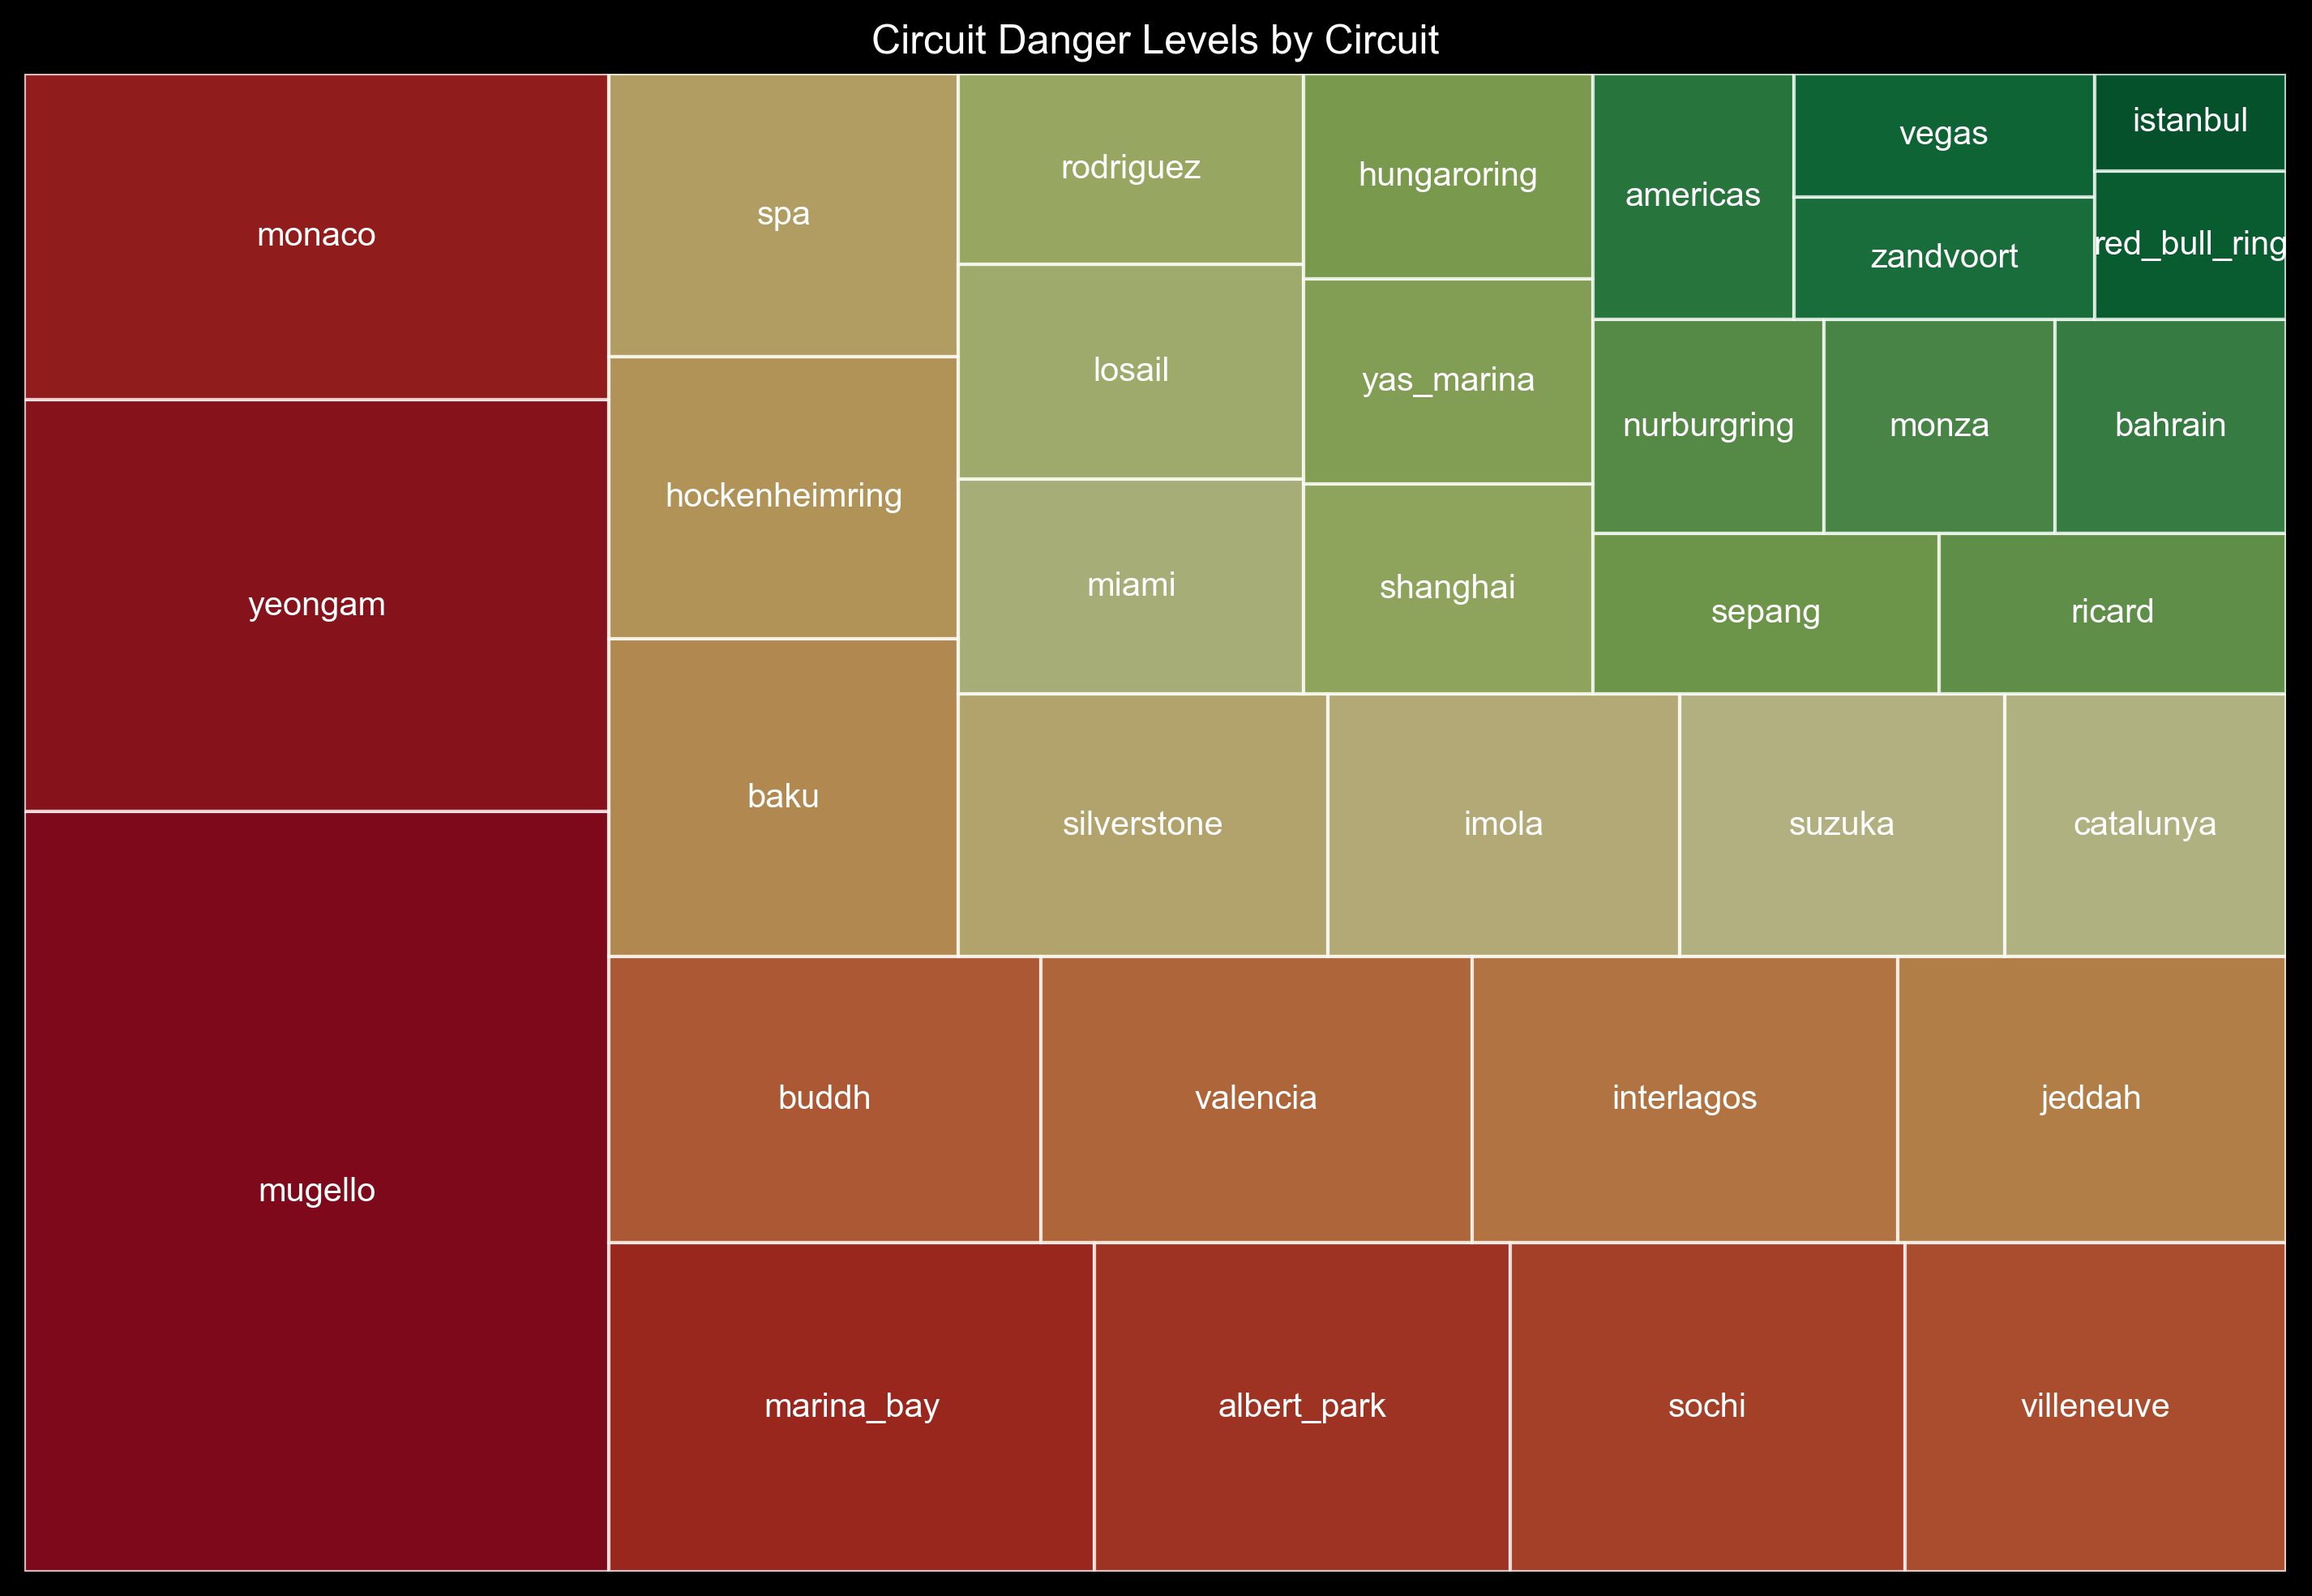 Circuit Danger Levels by Circuit
monaco
yeongam
mugello
spa
hockenheimring
baku
rodriguez
losail
miami
hungaroring
yas_marina
shanghai
americas
vegas
zandvoort
istanbul
red_bull_ring
nurburgring
monza
bahrain
sepang
ricard
silverstone
imola
suzuka
catalunya
buddh
valencia
interlagos
jeddah
marina_bay
albert_park
sochi
villeneuve